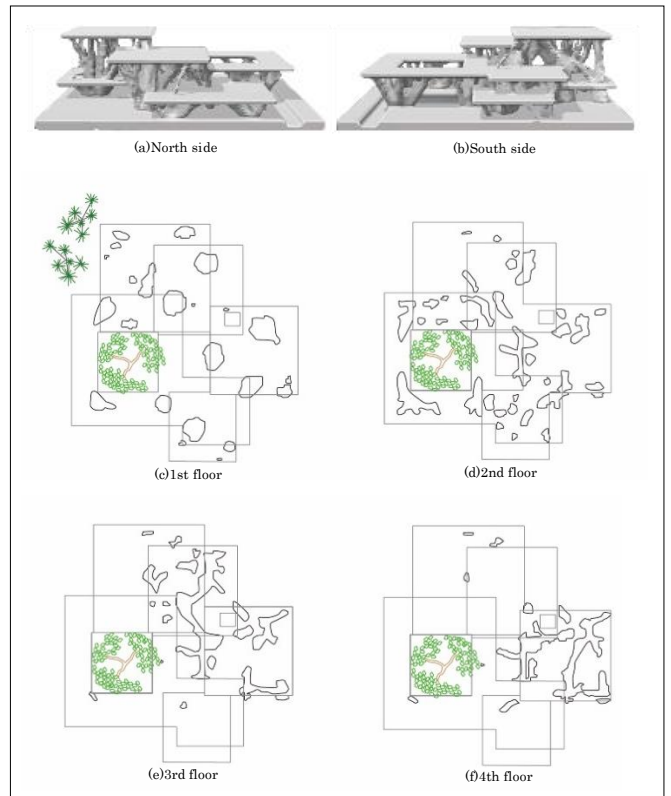 (a)North side
(b)South side
(c)1st floor
(d)2nd floor
(e)3rd floor
(f)4th floor